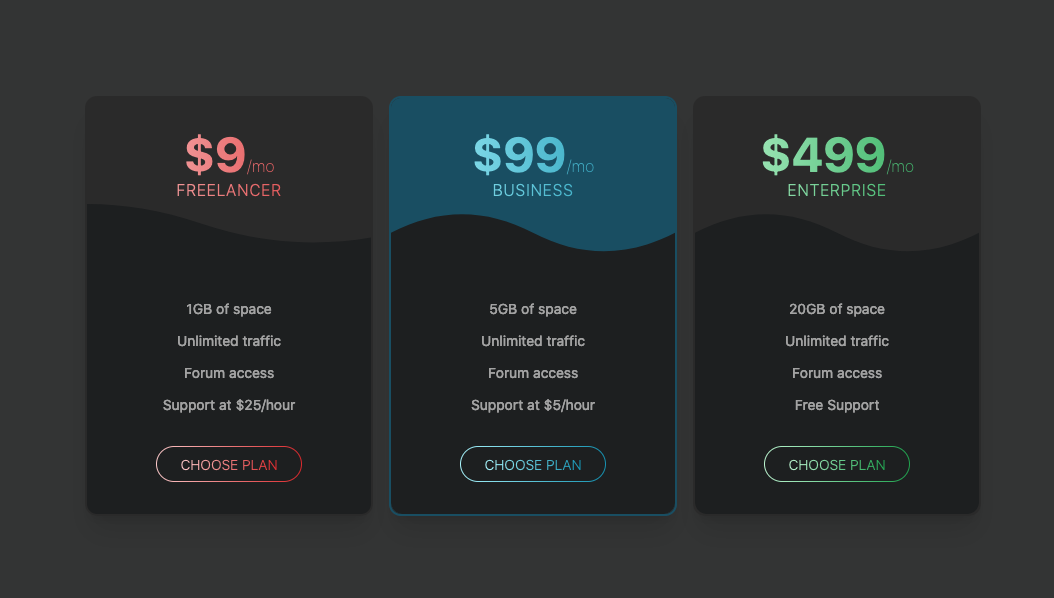 $9/mo
FREELANCER
1GB of space
Unlimited traffic
Forum access
Support at $25/hour
CHOOSE PLAN
$99/mo
BUSINESS
5GB of space
Unlimited traffic
Forum access
Support at $5/hour
CHOOSE PLAN
$499/mo
ENTERPRISE
20GB of space
Unlimited traffic
Forum access
Free Support
CHOOSE PLAN